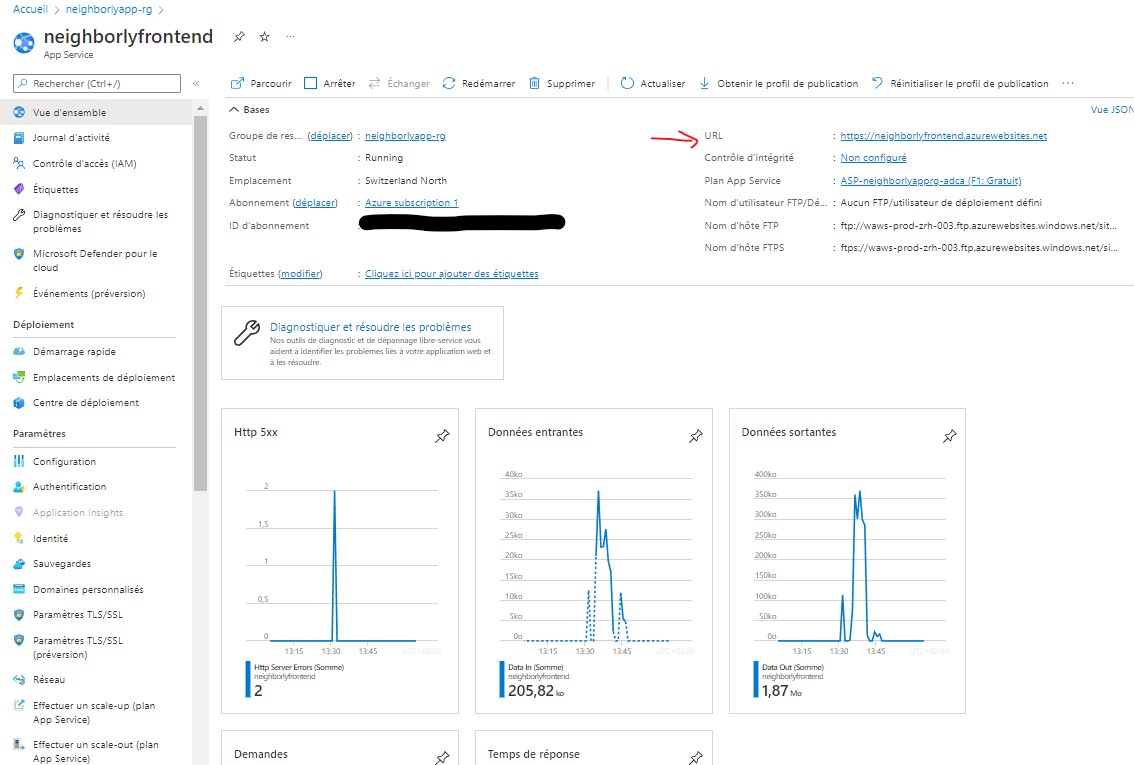 Accueil > neighborlyapp-rg >
neighborlyfrontend
App Service
Rechercher (Ctrl+/)
«
Vue d'ensemble
Journal d'activité
Contrôle d'accès (IAM)
Étiquettes
Diagnostiquer et résoudre les
problèmes
Microsoft Defender pour le
cloud
Événements (préversion)
Déploiement
Démarrage rapide
Emplacements de déploiement
Centre de déploiement
Paramètres
Configuration
Authentification
Application Insights
Identité
Sauvegardes
Domaines personnalisés
Paramètres TLS/SSL
Paramètres TLS/SSL
(préversion)
Réseau
Effectuer un scale-up (plan
App Service)
Effectuer un scale-out (plan
App Service)
Parcourir Arrêter Échanger Redémarrer Supprimer Actualiser Obtenir le profil de publication Réinitialiser le profil de publication ...
Bases
Vue JSON
Groupe de res... (déplacer) : neighborlyapp-rg
Statut : Running
Emplacement : Switzerland North
Abonnement (déplacer) : Azure subscription 1
ID d'abonnement :
Étiquettes (modifier) : Cliquez ici pour ajouter des étiquettes
URL : https://neighborlyfrontend.azurewebsites.net
Contrôle d'intégrité : Non configuré
Plan App Service : ASP-neighborlyapprg-adca (F1: Gratuit)
Nom d'utilisateur FTP/Dé... : Aucun FTP/utilisateur de déploiement défini
Nom d'hôte FTP : ftp://waws-prod-zrh-003.ftp.azurewebsites.windows.net/sit...
Nom d'hôte FTPS : ftps://waws-prod-zrh-003.ftp.azurewebsites.windows.net/si...
Diagnostiquer et résoudre les problèmes
Nos outils de diagnostic et de dépannage libre-service vous
aident à identifier les problèmes liés à votre application web et
à les résoudre.
Http 5xx
2
1,5
1
0,5
0
13:15 13:30 13:45 UTC+02:00
Http Server Errors (Somme)
neighborlyfrontend
2
Données entrantes
40ko
35ko
30ko
25ko
20ko
15ko
10ko
5ko
0o
13:15 13:30 13:45 UTC+02:00
Data In (Somme)
neighborlyfrontend
205,82 ko
Données sortantes
400ko
350ko
300ko
250ko
200ko
150ko
100ko
50ko
0o
13:15 13:30 13:45 UTC+02:00
Data Out (Somme)
neighborlyfrontend
1,87 Mo
Demandes
Temps de réponse